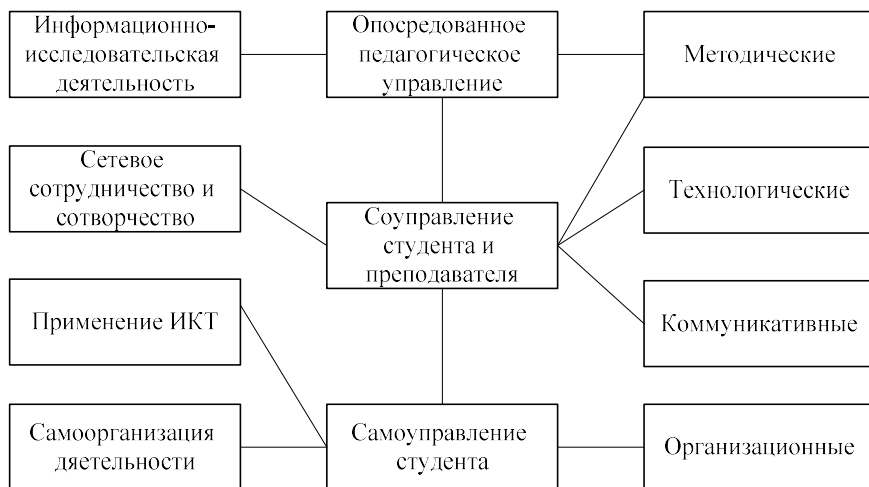 Информационно-
исследовательская
деятельность
Опосредованное
педагогическое
управление
Методические
Сетевое
сотрудничество и
сотворчество
Технологические
Соуправление
студента и
преподавателя
Применение ИКТ
Коммуникативные
Самоорганизация
дяетельности
Самоуправление
студента
Организационные